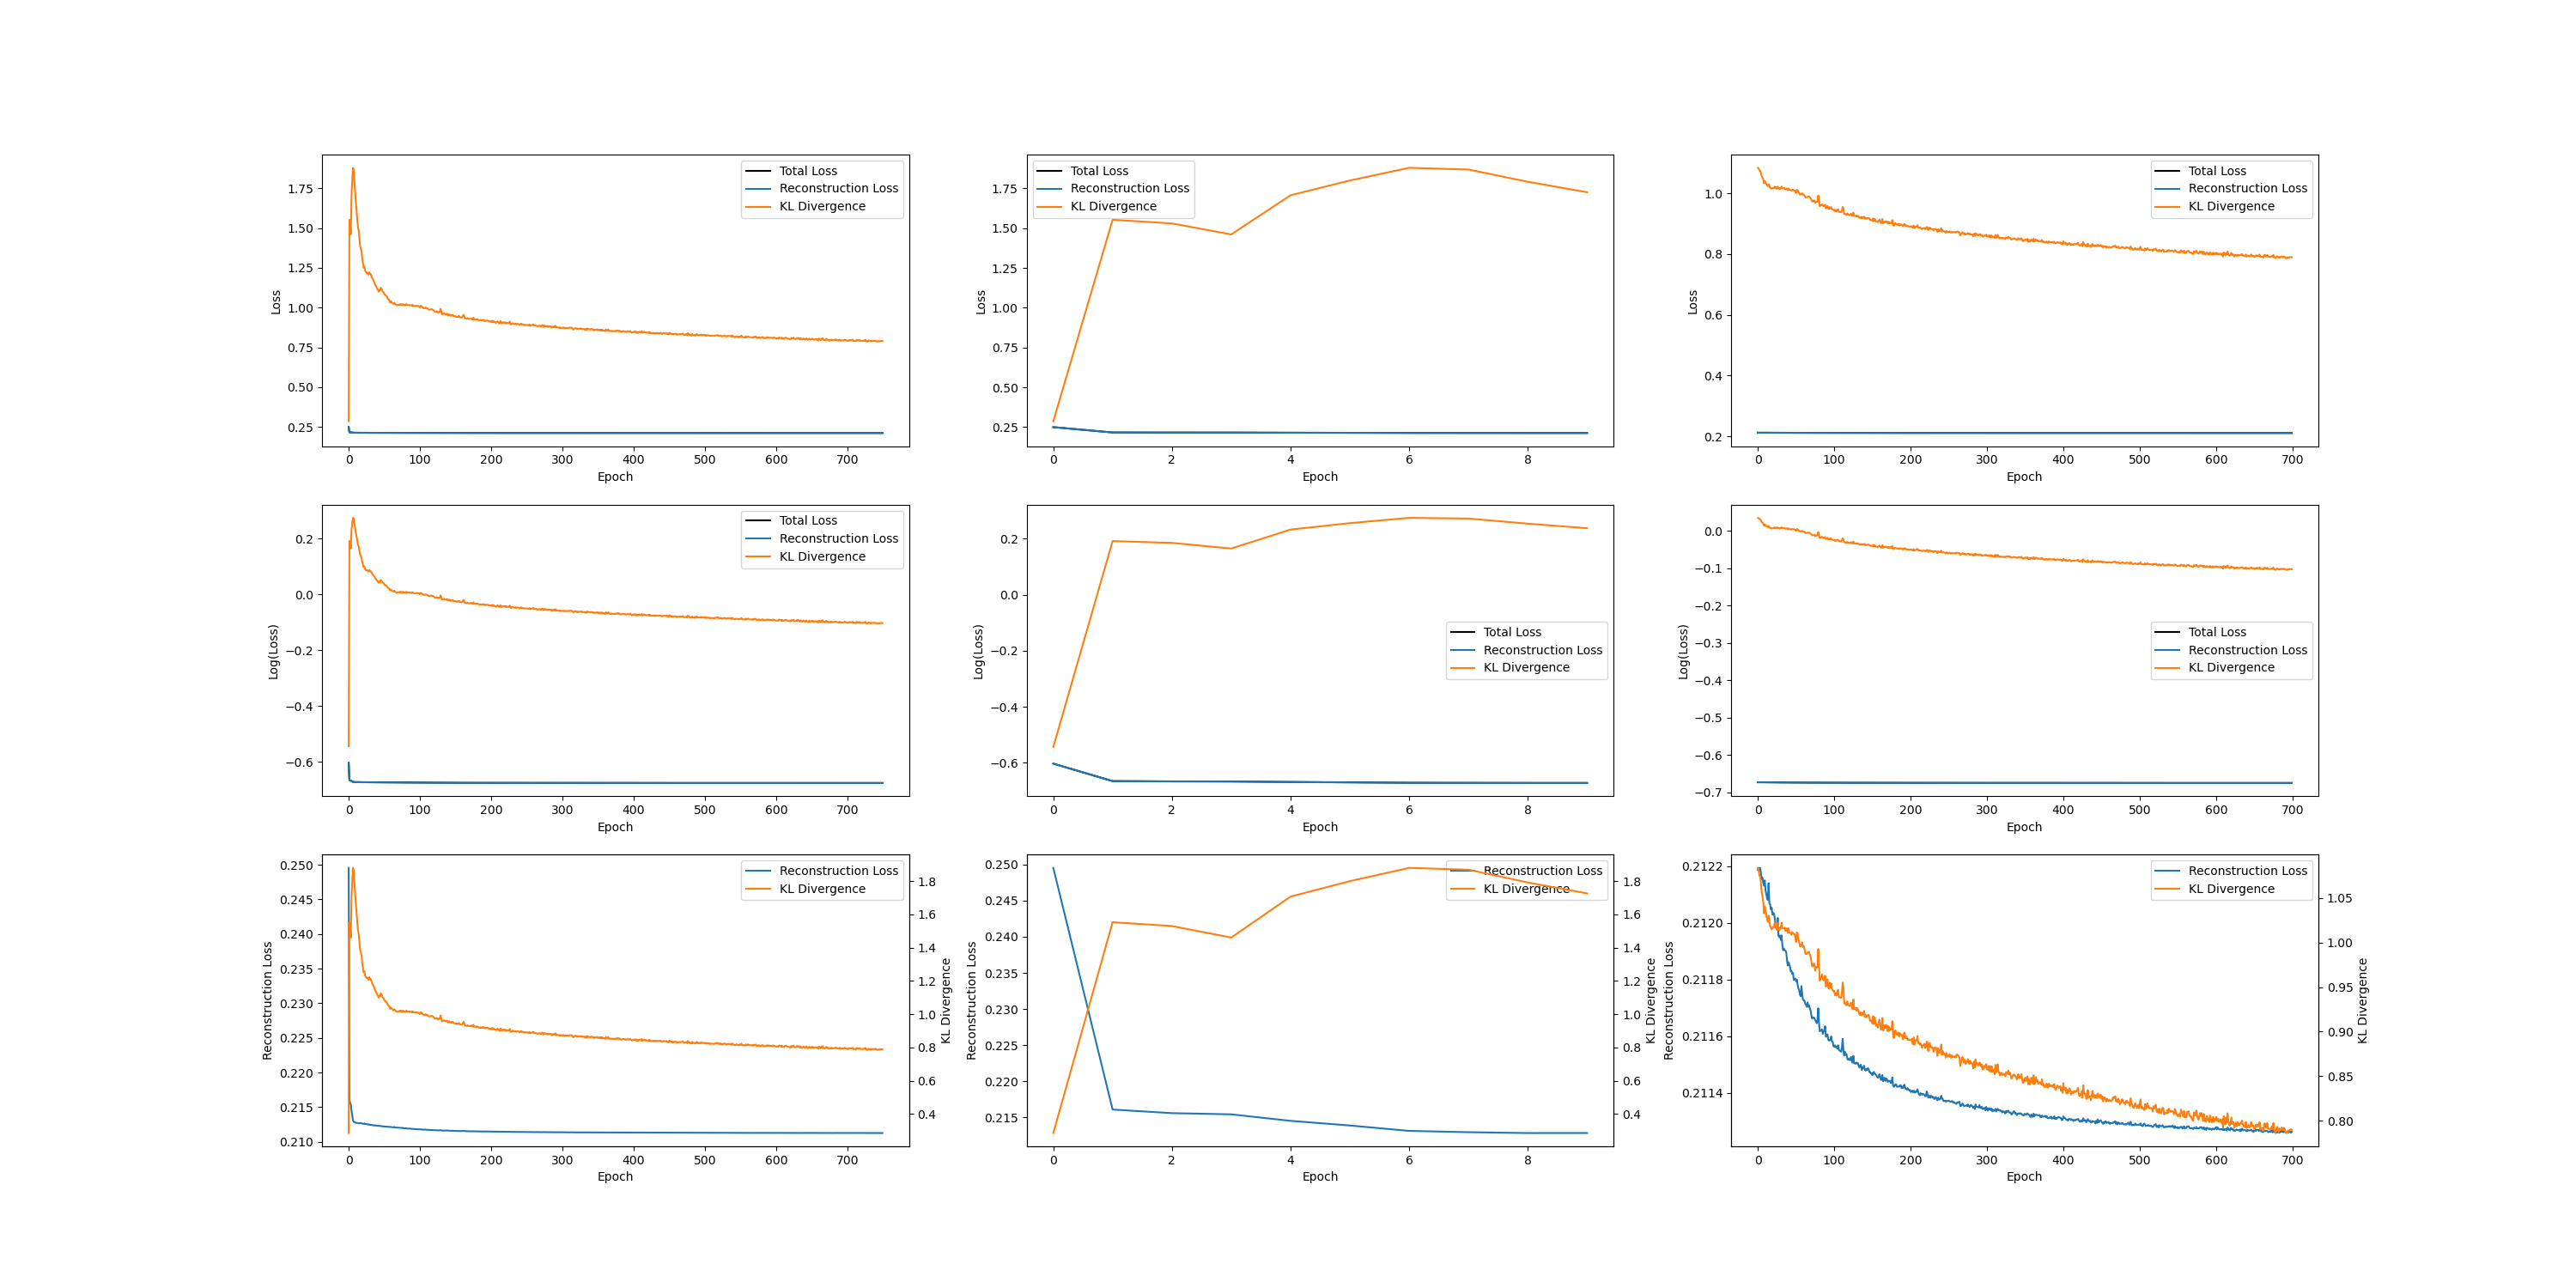 Total Loss
Reconstruction Loss
KL Divergence
1.75
1.50
1.25
1.00
0.75
0.50
0.25
Loss
0 100 200 300 400 500 600 700
Epoch
Total Loss
Reconstruction Loss
KL Divergence
1.75
1.50
1.25
1.00
0.75
0.50
0.25
Loss
0 2 4 6 8
Epoch
Total Loss
Reconstruction Loss
KL Divergence
1.0
0.8
0.6
0.4
0.2
Loss
0 100 200 300 400 500 600 700
Epoch
Total Loss
Reconstruction Loss
KL Divergence
0.2
0.0
−0.2
−0.4
−0.6
Log(Loss)
0 100 200 300 400 500 600 700
Epoch
0.2
0.0
−0.2
−0.4
−0.6
Log(Loss)
Total Loss
Reconstruction Loss
KL Divergence
0 2 4 6 8
Epoch
0.0
−0.1
−0.2
−0.3
−0.4
−0.5
−0.6
−0.7
Log(Loss)
Total Loss
Reconstruction Loss
KL Divergence
0 100 200 300 400 500 600 700
Epoch
Reconstruction Loss
KL Divergence
0.250
0.245
0.240
0.235
0.230
0.225
0.220
0.215
0.210
Reconstruction Loss
1.8
1.6
1.4
1.2
1.0
0.8
0.6
0.4
KL Divergence
0 100 200 300 400 500 600 700
Epoch
Reconstruction Loss
KL Divergence
0.250
0.245
0.240
0.235
0.230
0.225
0.220
0.215
Reconstruction Loss
1.8
1.6
1.4
1.2
1.0
0.8
0.6
0.4
KL Divergence
0 2 4 6 8
Epoch
Reconstruction Loss
KL Divergence
0.2122
0.2120
0.2118
0.2116
0.2114
Reconstruction Loss
1.05
1.00
0.95
0.90
0.85
0.80
KL Divergence
0 100 200 300 400 500 600 700
Epoch